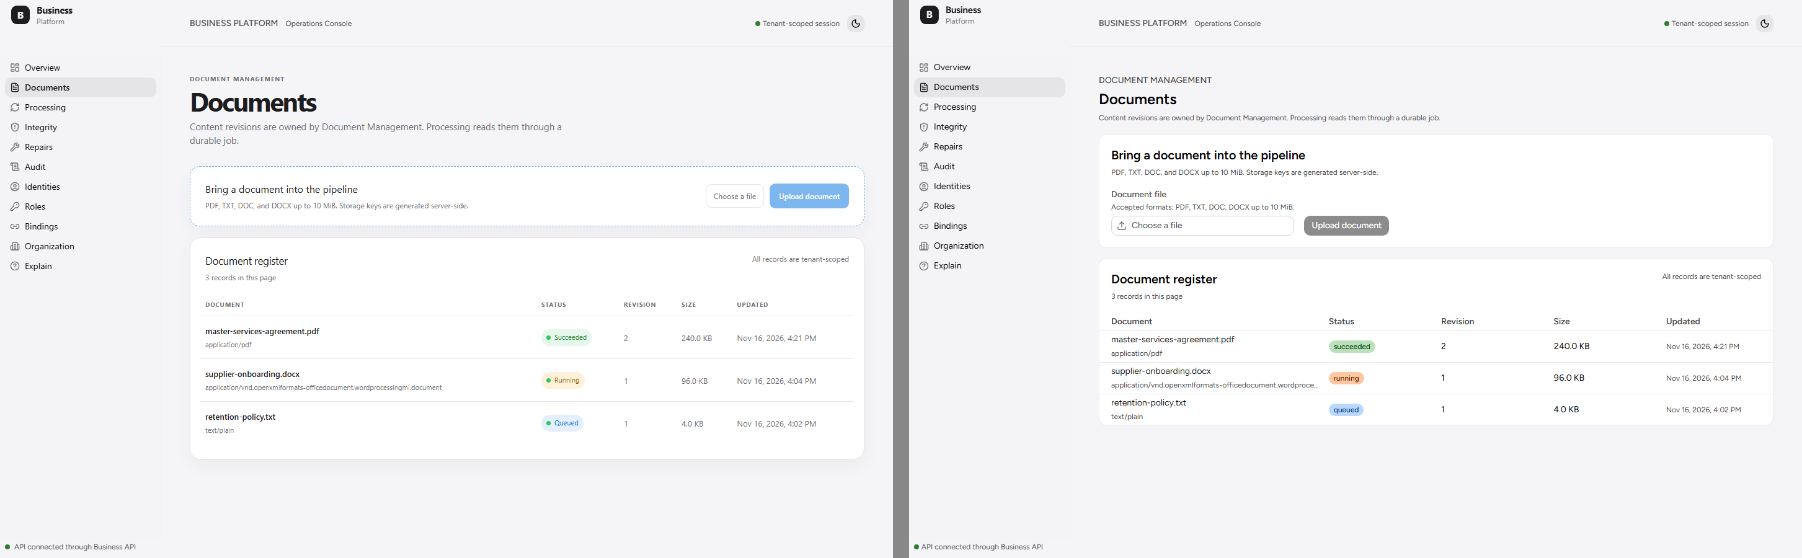 B
Business
Platform
BUSINESS PLATFORM Operations Console
Tenant-scoped session
Overview
Documents
Processing
Integrity
Repairs
Audit
Identities
Roles
Bindings
Organization
Explain
DOCUMENT MANAGEMENT
Documents
Content revisions are owned by Document Management. Processing reads them through a
durable job.
Bring a document into the pipeline
PDF, TXT, DOC, and DOCX up to 10 MiB. Storage keys are generated server-side.
Choose a file
Upload document
Document register
All records are tenant-scoped
3 records in this page
DOCUMENT STATUS REVISION SIZE UPDATED
master-services-agreement.pdf
application/pdf
Succeeded 2 240.0 KB Nov 16, 2026, 4:21 PM
supplier-onboarding.docx
application/vnd.openxmlformats-officedocument.wordprocessingml.document
Running 1 96.0 KB Nov 16, 2026, 4:04 PM
retention-policy.txt
text/plain
Queued 1 4.0 KB Nov 16, 2026, 4:02 PM
API connected through Business API
B
Business
Platform
BUSINESS PLATFORM Operations Console
Tenant-scoped session
Overview
Documents
Processing
Integrity
Repairs
Audit
Identities
Roles
Bindings
Organization
Explain
DOCUMENT MANAGEMENT
Documents
Content revisions are owned by Document Management. Processing reads them through a durable job.
Bring a document into the pipeline
PDF, TXT, DOC, and DOCX up to 10 MiB. Storage keys are generated server-side.
Document file
Accepted formats: PDF, TXT, DOC, DOCX up to 10 MiB.
Choose a file
Upload document
Document register
All records are tenant-scoped
3 records in this page
Document Status Revision Size Updated
master-services-agreement.pdf
application/pdf
succeeded 2 240.0 KB Nov 16, 2026, 4:21 PM
supplier-onboarding.docx
application/vnd.openxmlformats-officedocument.wordproce...
running 1 96.0 KB Nov 16, 2026, 4:04 PM
retention-policy.txt
text/plain
queued 1 4.0 KB Nov 16, 2026, 4:02 PM
API connected through Business API